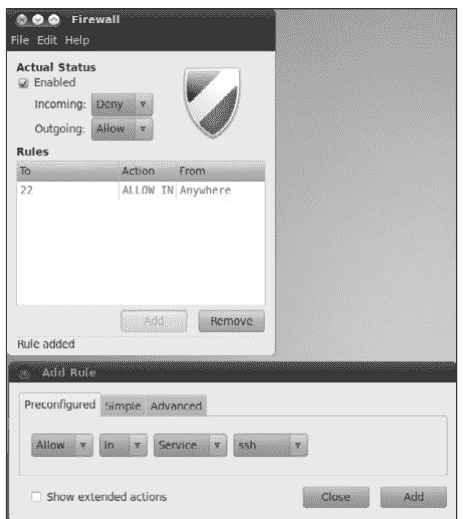 Firewall
File Edit Help
Actual Status
Enabled
Incoming: Deny
Outgoing: Allow
Rules
To Action From
22 ALLOW IN Anywhere
Add Remove
Rule added
Add Rule
Preconfigured Simple Advanced
Allow In Service ssh
Show extended actions Close Add